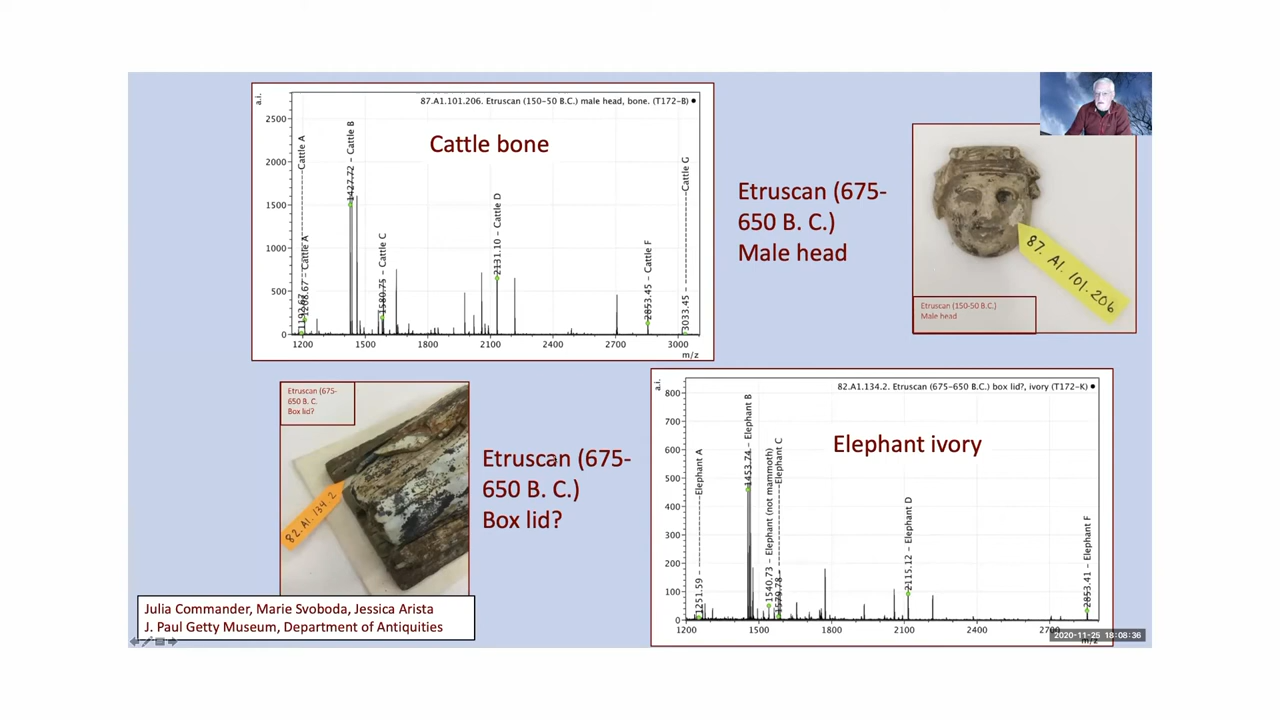 87.A1.101.206. Etruscan (150-50 B.C.) male head, bone. (T172-B)
a.i.
Cattle bone
2500
2000
1500
1000
500
0
Cattle A
1208.67 - Cattle A
1427.72 - Cattle B
1580.75 - Cattle C
2131.10 - Cattle D
2853.45 - Cattle F
3033.45 - Cattle G
1200 1500 1800 2100 2400 2700 3000
m/z
Etruscan (675-
650 B. C.)
Male head
87. A1. 101. 206
Etruscan (150-50 B.C.)
Male head
Etruscan (675-
650 B. C.
Box lid?
82. A1. 134. 2
Etruscan (675-
650 B. C.)
Box lid?
82.A1.134.2. Etruscan (675-650 B.C.) box lid?, ivory (T172-K)
a.i.
Elephant ivory
800
700
600
500
400
300
200
100
0
1251.59 - Elephant A
1453.74 - Elephant B
1540.73 - Elephant (not mammoth)
1579.78 - Elephant C
2115.12 - Elephant D
2853.41 - Elephant F
1200 1500 1800 2100 2400 2700
m/z
Julia Commander, Marie Svoboda, Jessica Arista
J. Paul Getty Museum, Department of Antiquities
2020-11-25 18:08:36